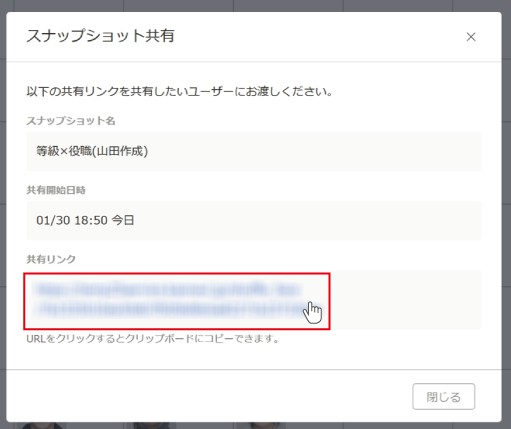 スナップショット共有
×
以下の共有リンクを共有したいユーザーにお渡しください。
スナップショット名
等級×役職(山田作成)
共有開始日時
01/30 18:50 今日
共有リンク
URLをクリックするとクリップボードにコピーできます。
閉じる